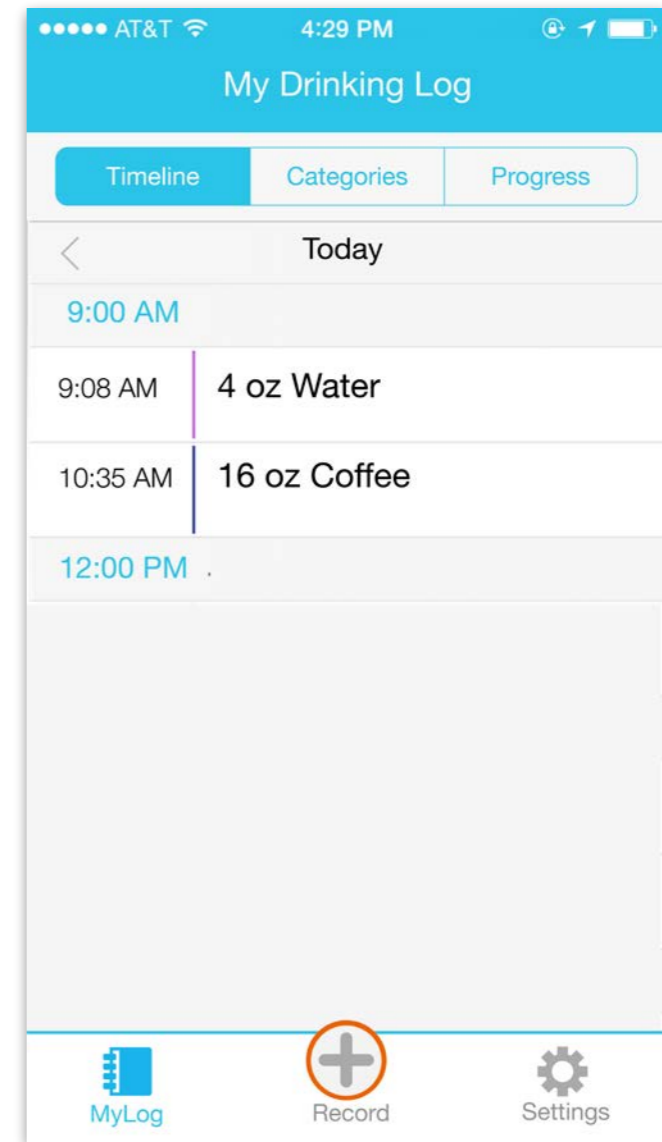 AT&T 4:29 PM
My Drinking Log
Timeline Categories Progress
Today
9:00 AM
9:08 AM 4 oz Water
10:35 AM 16 oz Coffee
12:00 PM .
MyLog Record Settings